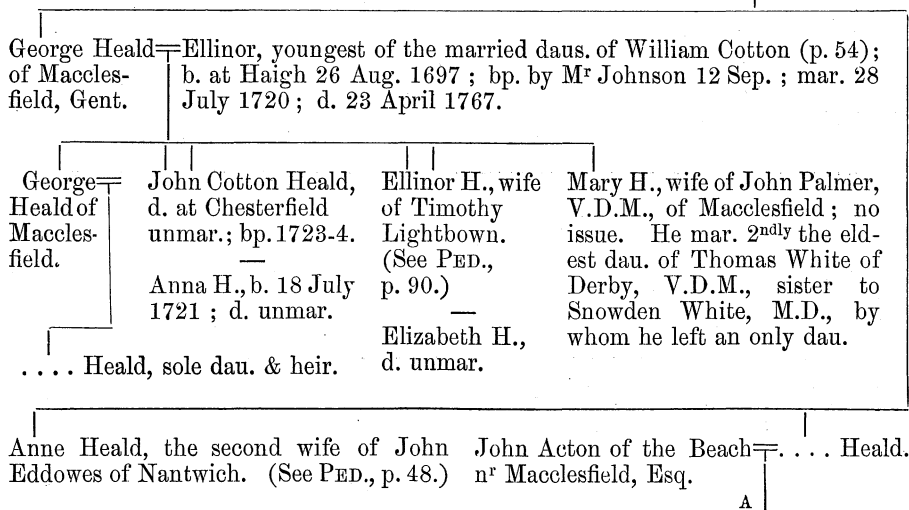 George Heald=Ellinor, youngest of the married daus. of William Cotton (p. 54);
of Maccles- b. at Haigh 26 Aug. 1697; bp. by Mr Johnson 12 Sep.; mar. 28
field, Gent. July 1720; d. 23 April 1767.
George=
Heald of
Maccles-
field.
John Cotton Heald,
d. at Chesterfield
unmar.; bp. 1723-4.
—
Anna H., b. 18 July
1721; d. unmar.
Ellinor H., wife
of Timothy
Lightbown.
(See PED.,
p. 90.)
—
Elizabeth H.,
d. unmar.
Mary H., wife of John Palmer,
V.D.M., of Macclesfield; no
issue. He mar. 2ndly the eld-
est dau. of Thomas White of
Derby, V.D.M., sister to
Snowden White, M.D., by
whom he left an only dau.
. . . . Heald, sole dau. & heir.
Anne Heald, the second wife of John
Eddowes of Nantwich. (See PED., p. 48.)
John Acton of the Beach=. . . . Heald.
nr Macclesfield, Esq.
A